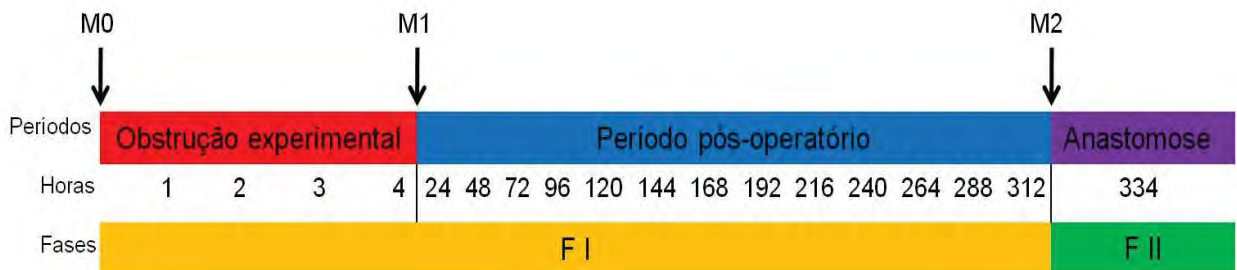 M0 M1 M2
Períodos Obstrução experimental Período pós-operatório Anastomose
Horas 1 2 3 4 24 48 72 96 120 144 168 192 216 240 264 288 312 334
Fases F I F II